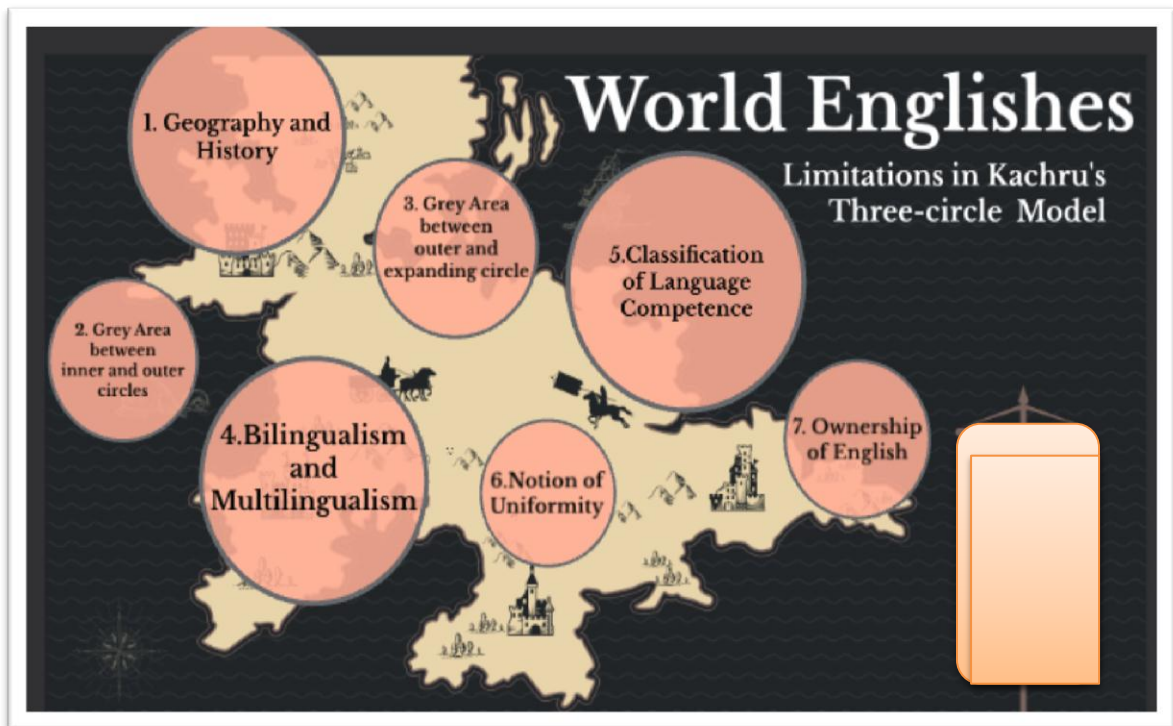 World Englishes
Limitations in Kachru's
Three-circle Model
1. Geography and
History
2. Grey Area
between
inner and outer
circles
3. Grey Area
between
outer and
expanding circle
4.Bilingualism
and
Multilingualism
5.Classification
of Language
Competence
6.Notion of
Uniformity
7. Ownership
of English